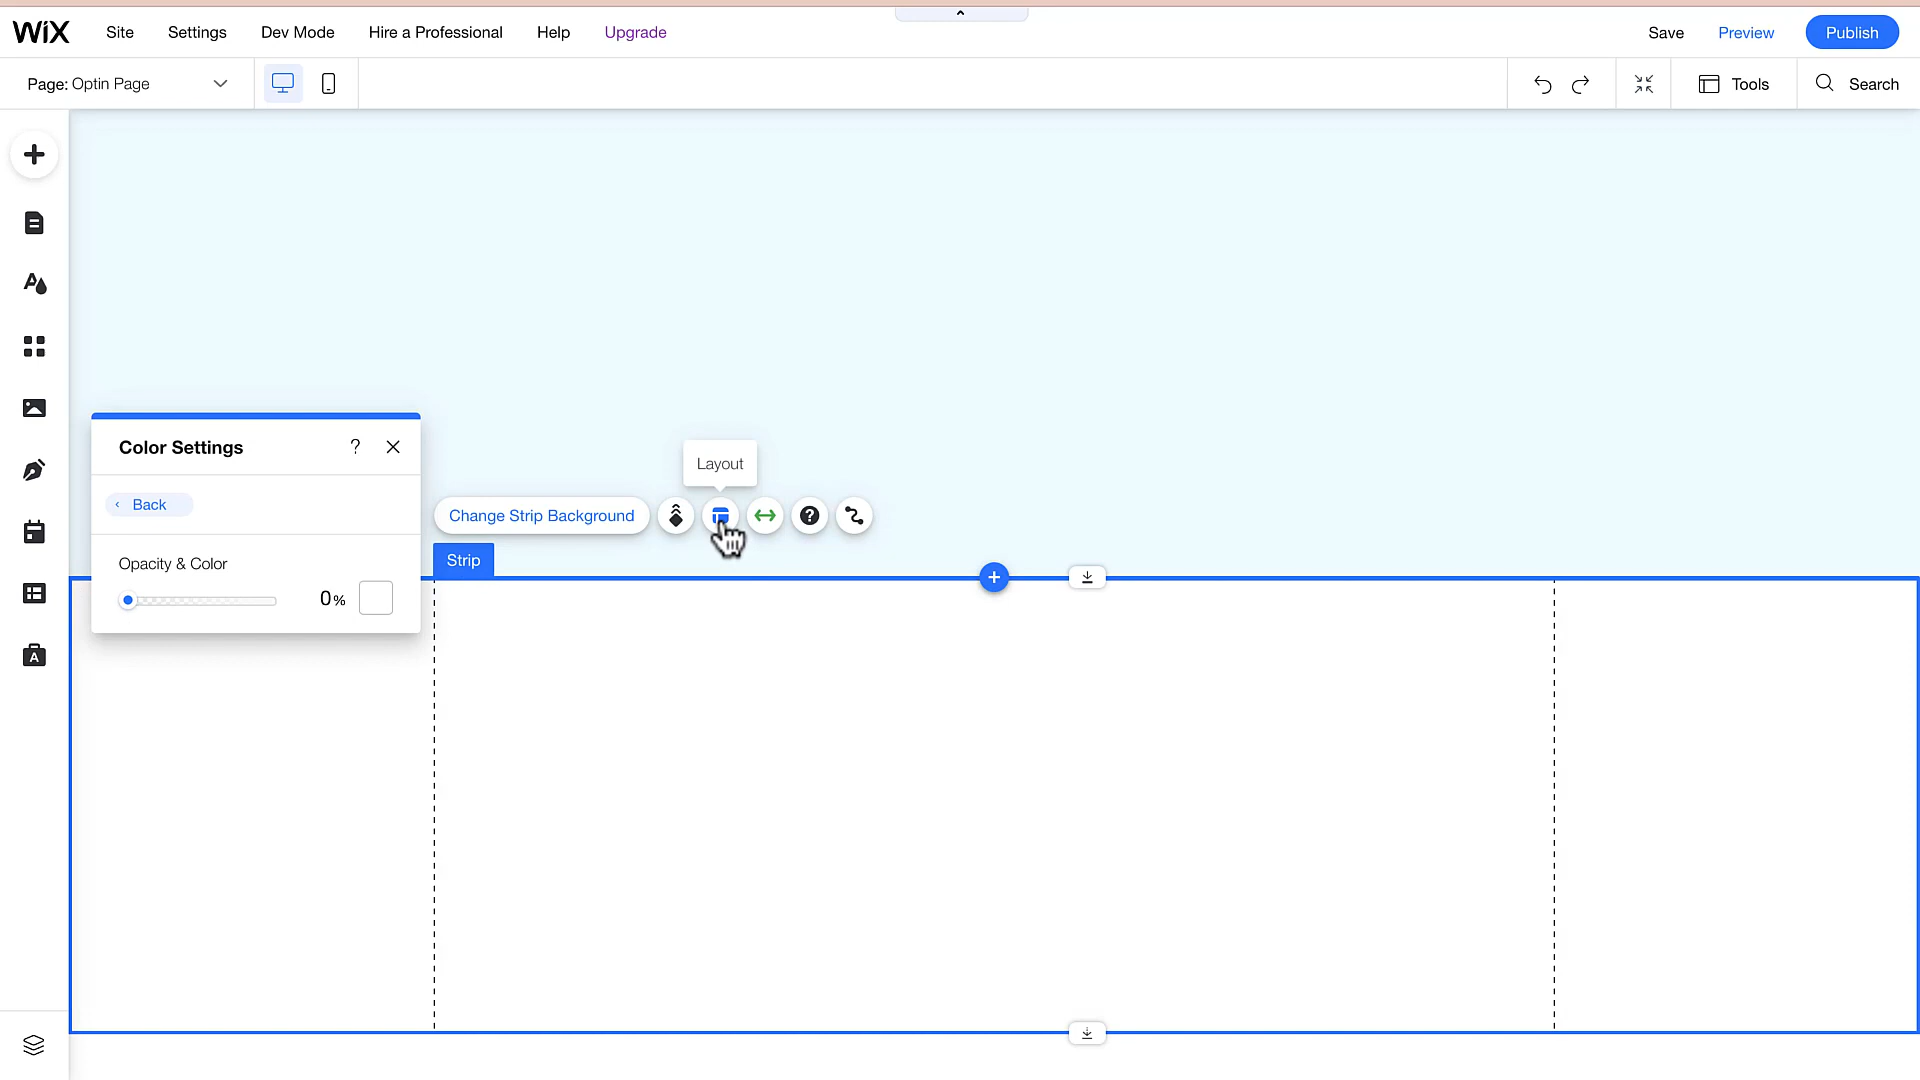 WiX Site Settings Dev Mode Hire a Professional Help Upgrade Save Preview Publish
Page: Optin Page Tools Search
Color Settings ?
Back
Opacity & Color
0%
Layout
Change Strip Background ?
Strip
A